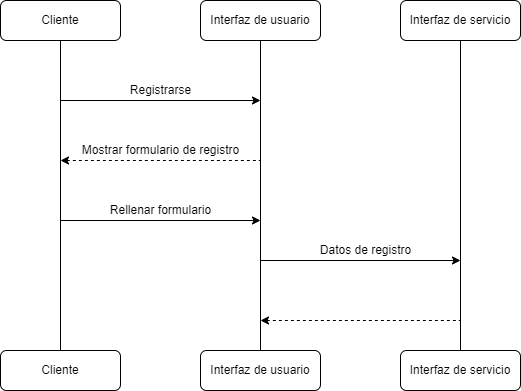 Cliente
Interfaz de usuario
Interfaz de servicio
Registrarse
Mostrar formulario de registro
Rellenar formulario
Datos de registro
Cliente
Interfaz de usuario
Interfaz de servicio